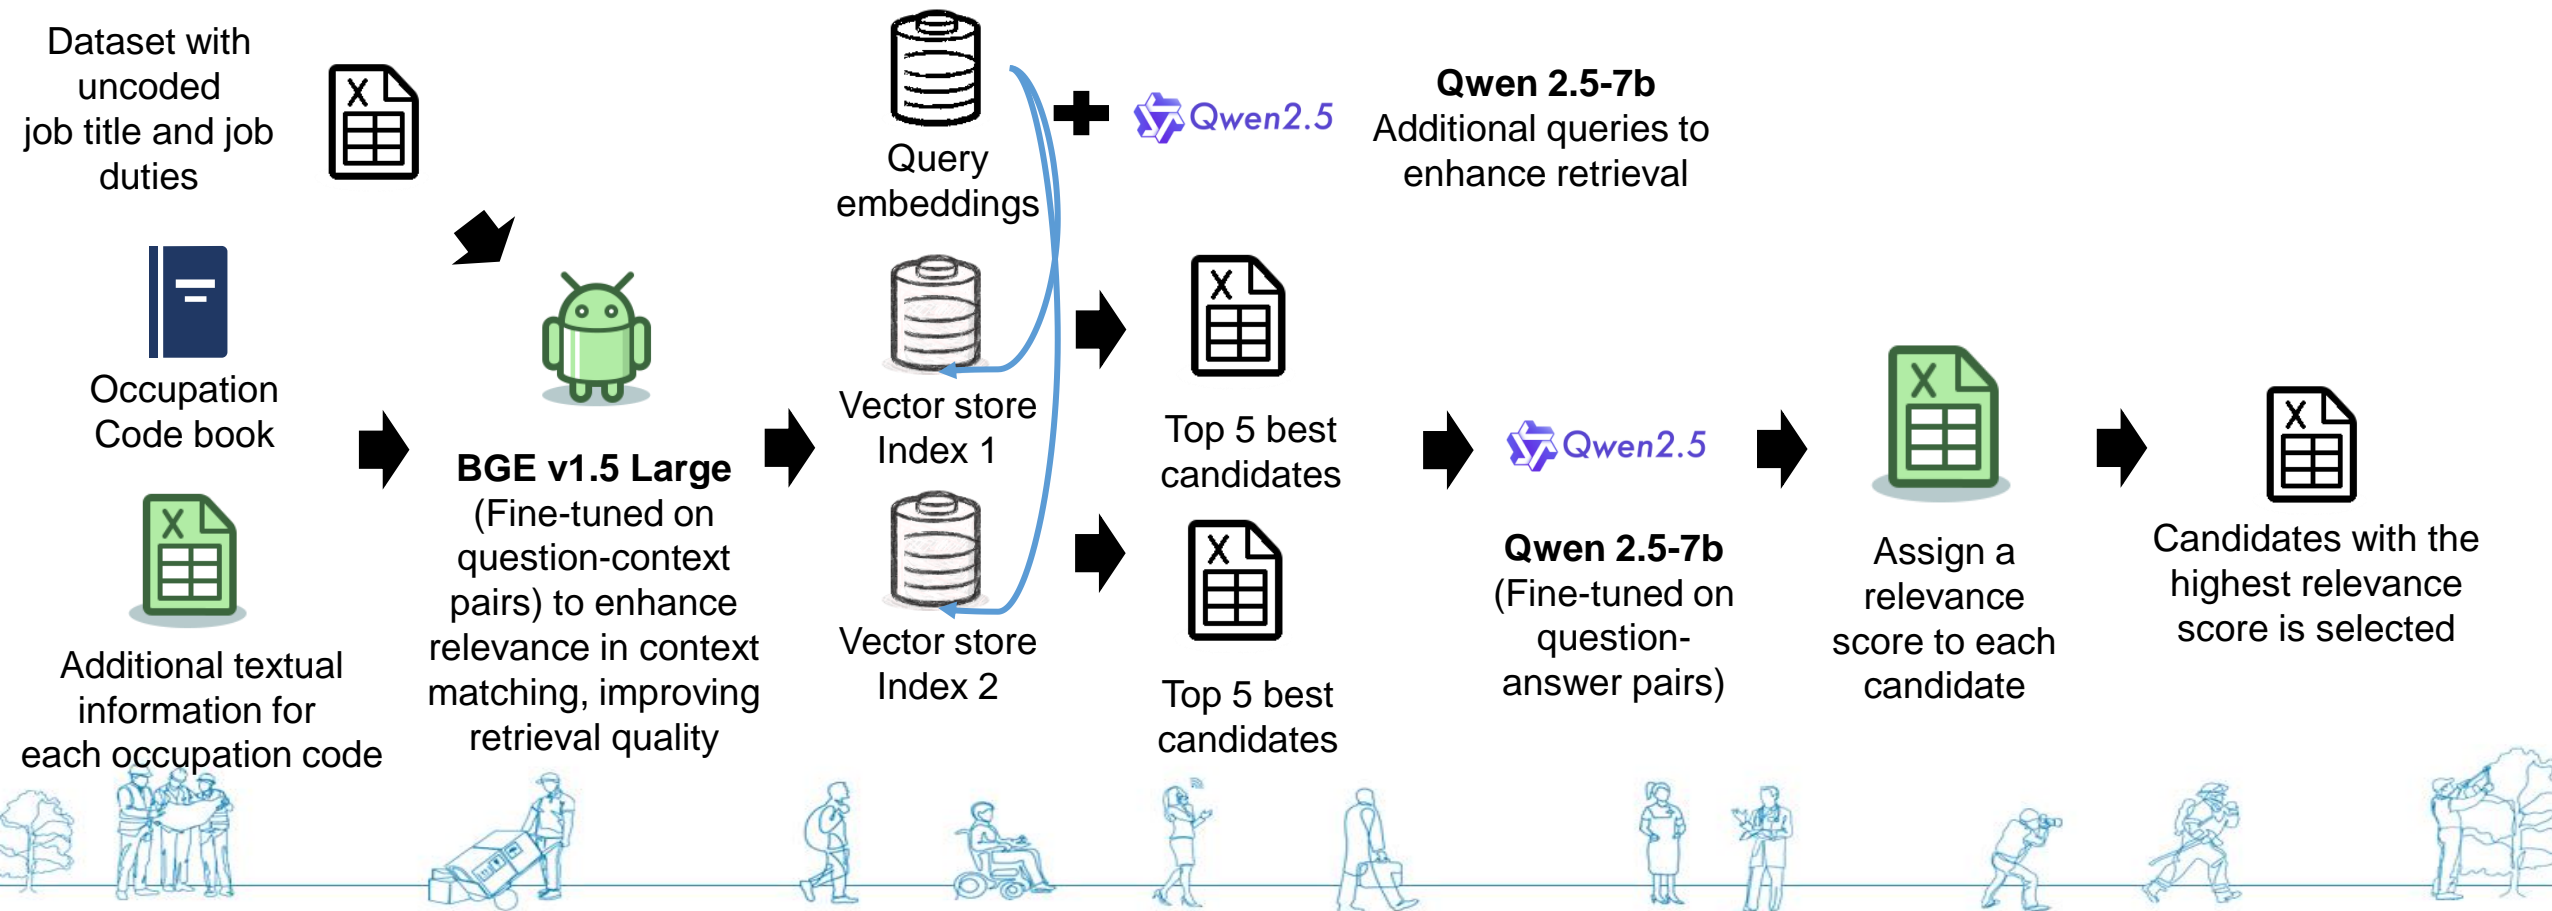 Dataset with
uncoded
job title and job
duties
X
Occupation
Code book
X
Additional textual
information for
each occupation code
BGE v1.5 Large
(Fine-tuned on
question-context
pairs) to enhance
relevance in context
matching, improving
retrieval quality
Query
embeddings
Qwen2.5
Qwen 2.5-7b
Additional queries to
enhance retrieval
Vector store
Index 1
X
Top 5 best
candidates
Vector store
Index 2
X
Top 5 best
candidates
Qwen2.5
Qwen 2.5-7b
(Fine-tuned on
question-
answer pairs)
X
Assign a
relevance
score to each
candidate
X
Candidates with the
highest relevance
score is selected